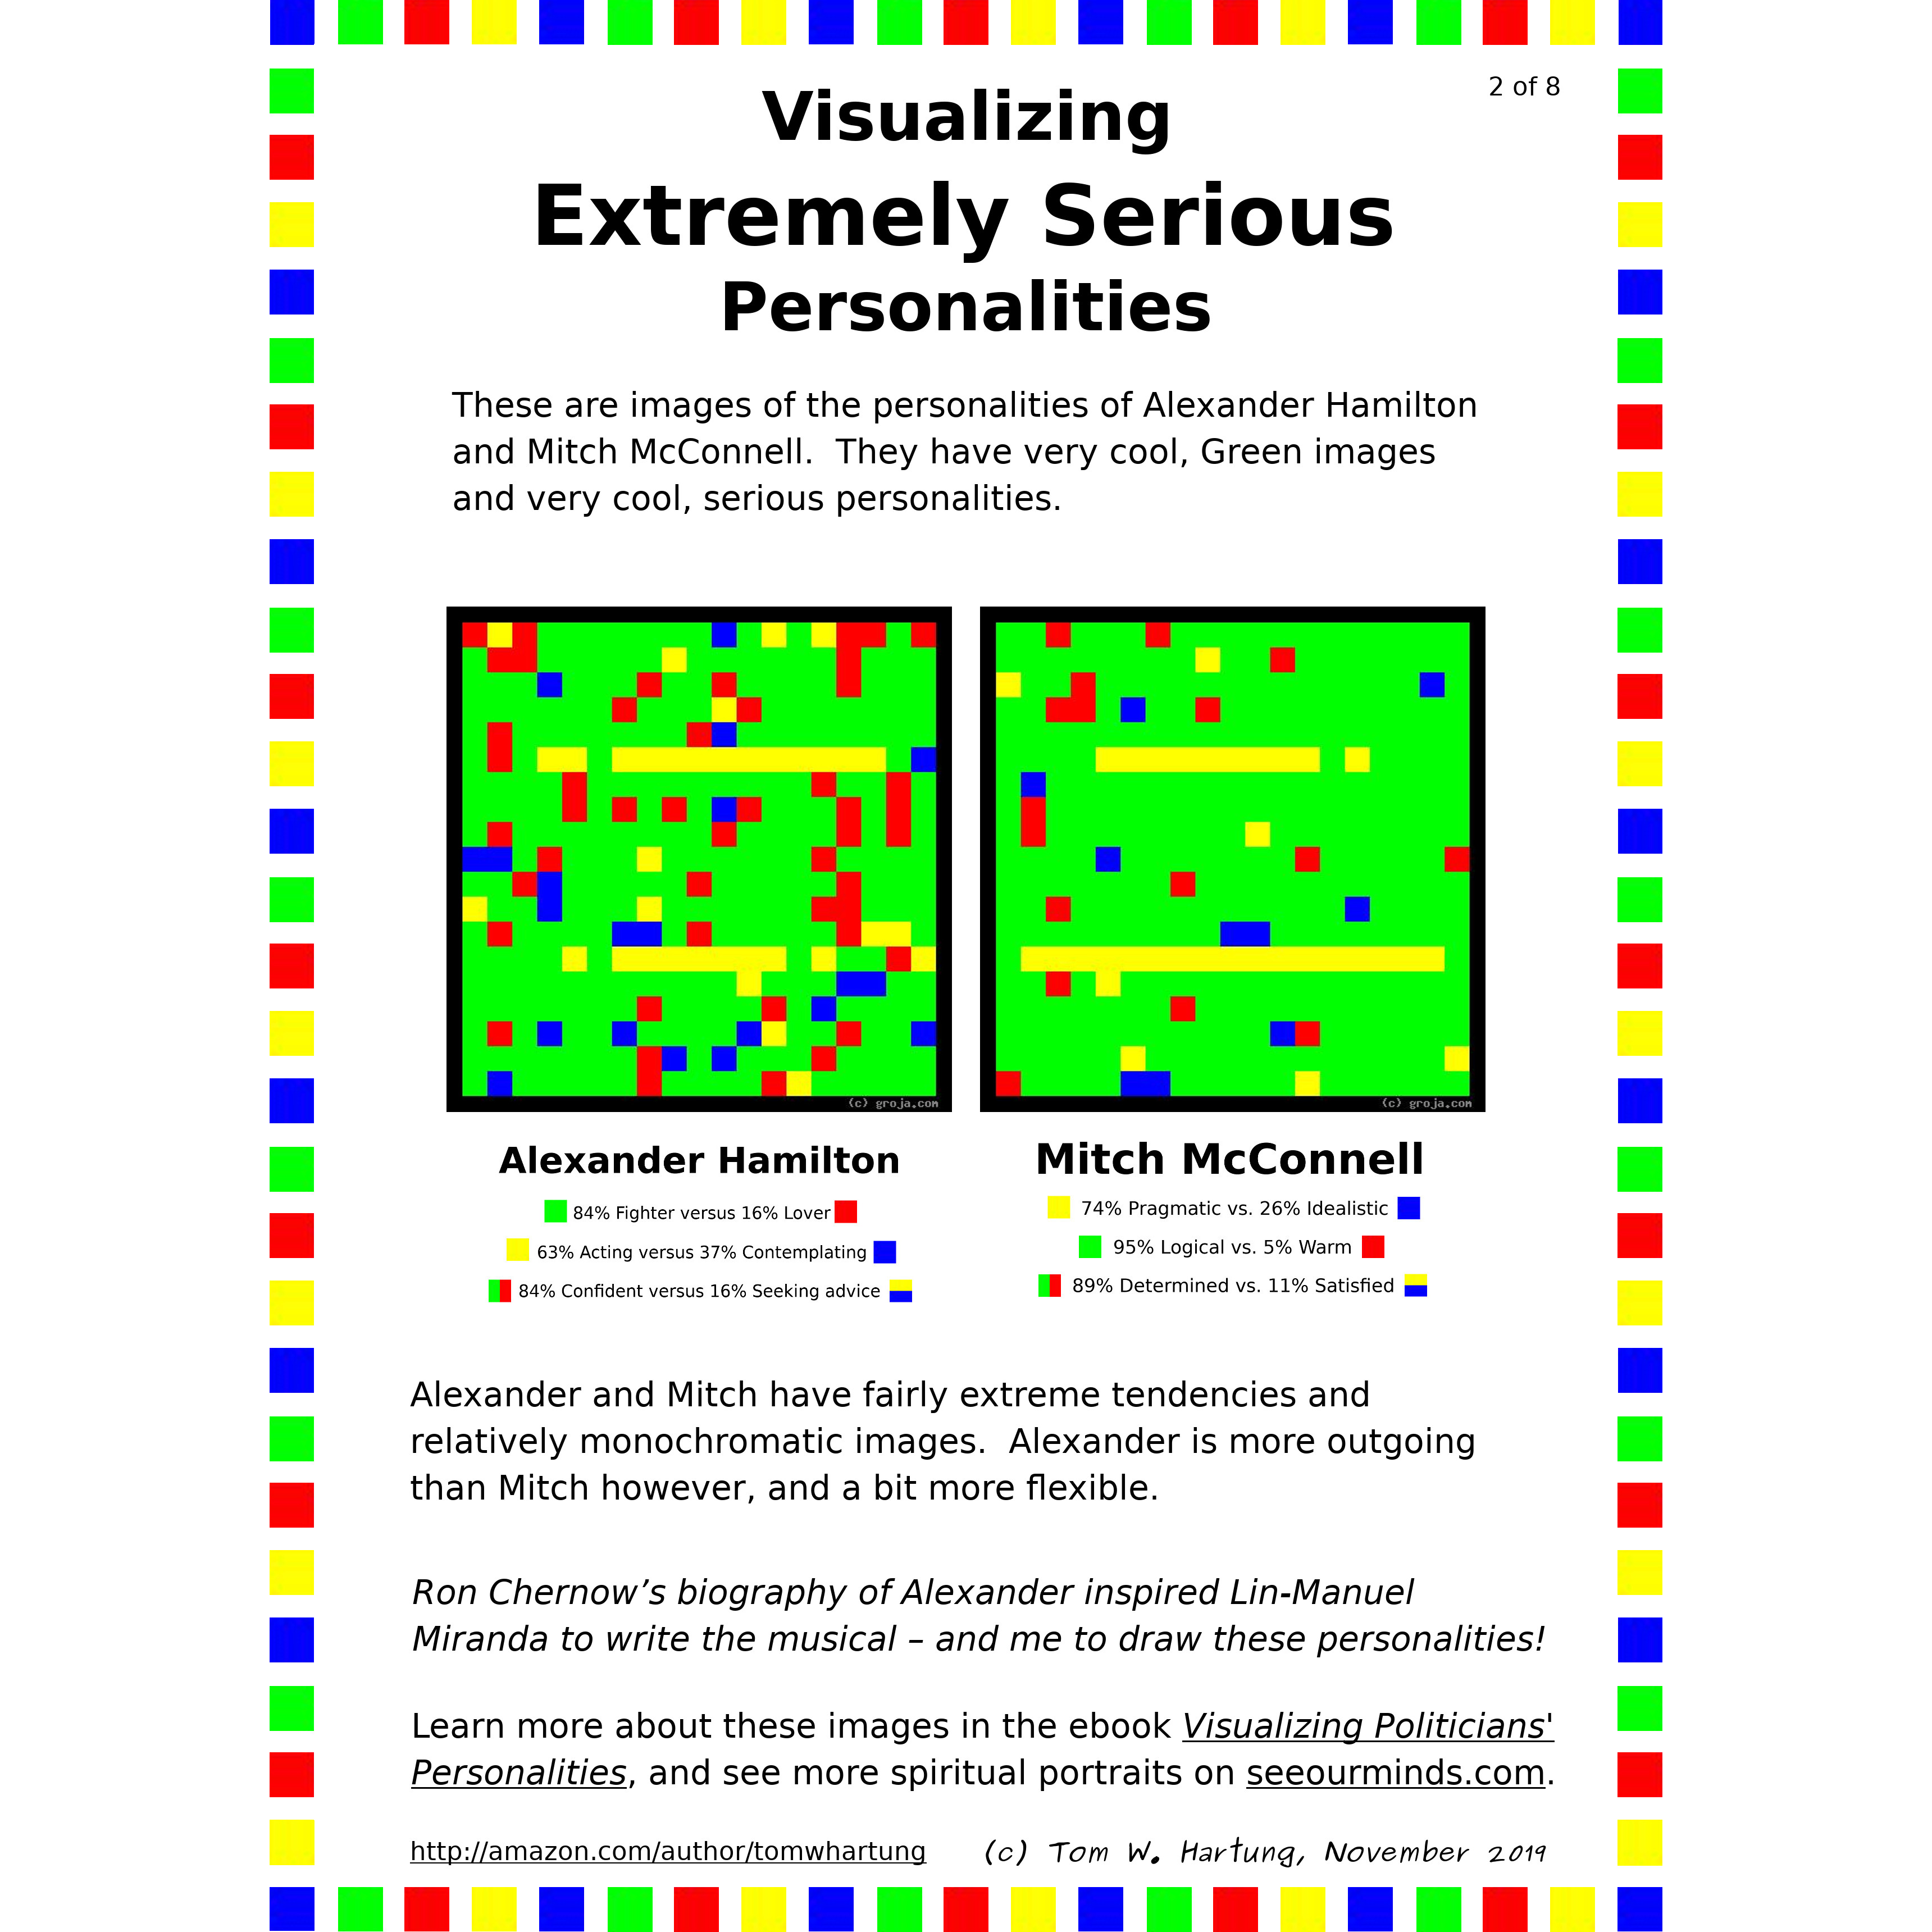 2 of 8
Visualizing
Extremely Serious
Personalities
These are images of the personalities of Alexander Hamilton
and Mitch McConnell.  They have very cool, Green images
and very cool, serious personalities.
(c) groja.com
(c) groja.com
Alexander Hamilton
84% Fighter versus 16% Lover
63% Acting versus 37% Contemplating
84% Confident versus 16% Seeking advice
Mitch McConnell
74% Pragmatic vs. 26% Idealistic
95% Logical vs. 5% Warm
89% Determined vs. 11% Satisfied
Alexander and Mitch have fairly extreme tendencies and
relatively monochromatic images.  Alexander is more outgoing
than Mitch however, and a bit more flexible.
Ron Chernow’s biography of Alexander inspired Lin-Manuel
Miranda to write the musical – and me to draw these personalities!
Learn more about these images in the ebook Visualizing Politicians'
Personalities, and see more spiritual portraits on seeourminds.com.
http://amazon.com/author/tomwhartung
(c) Tom W. Hartung, November 2019